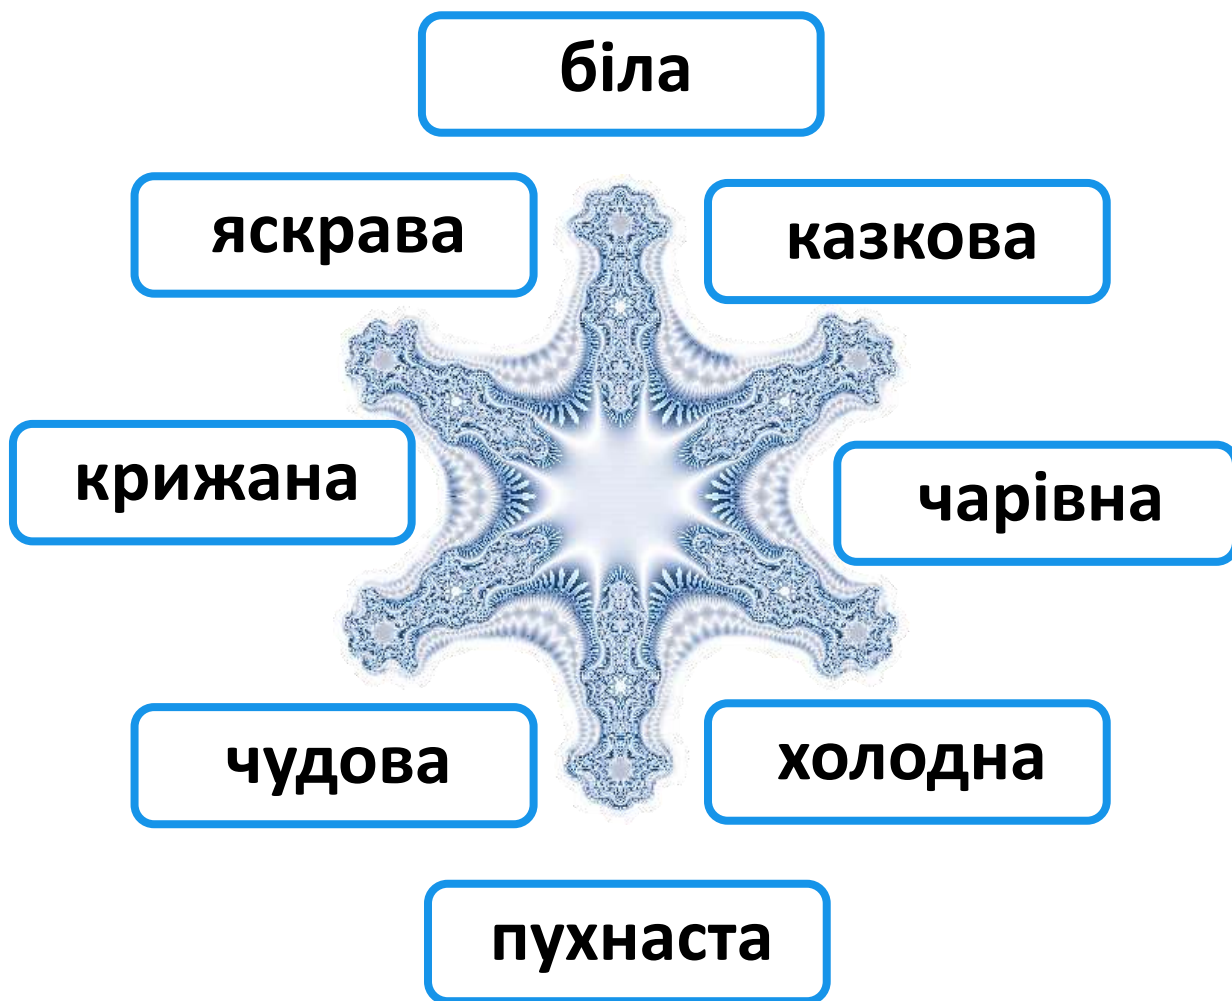 біла
яскрава
казкова
крижана
чарівна
чудова
холодна
пухнаста